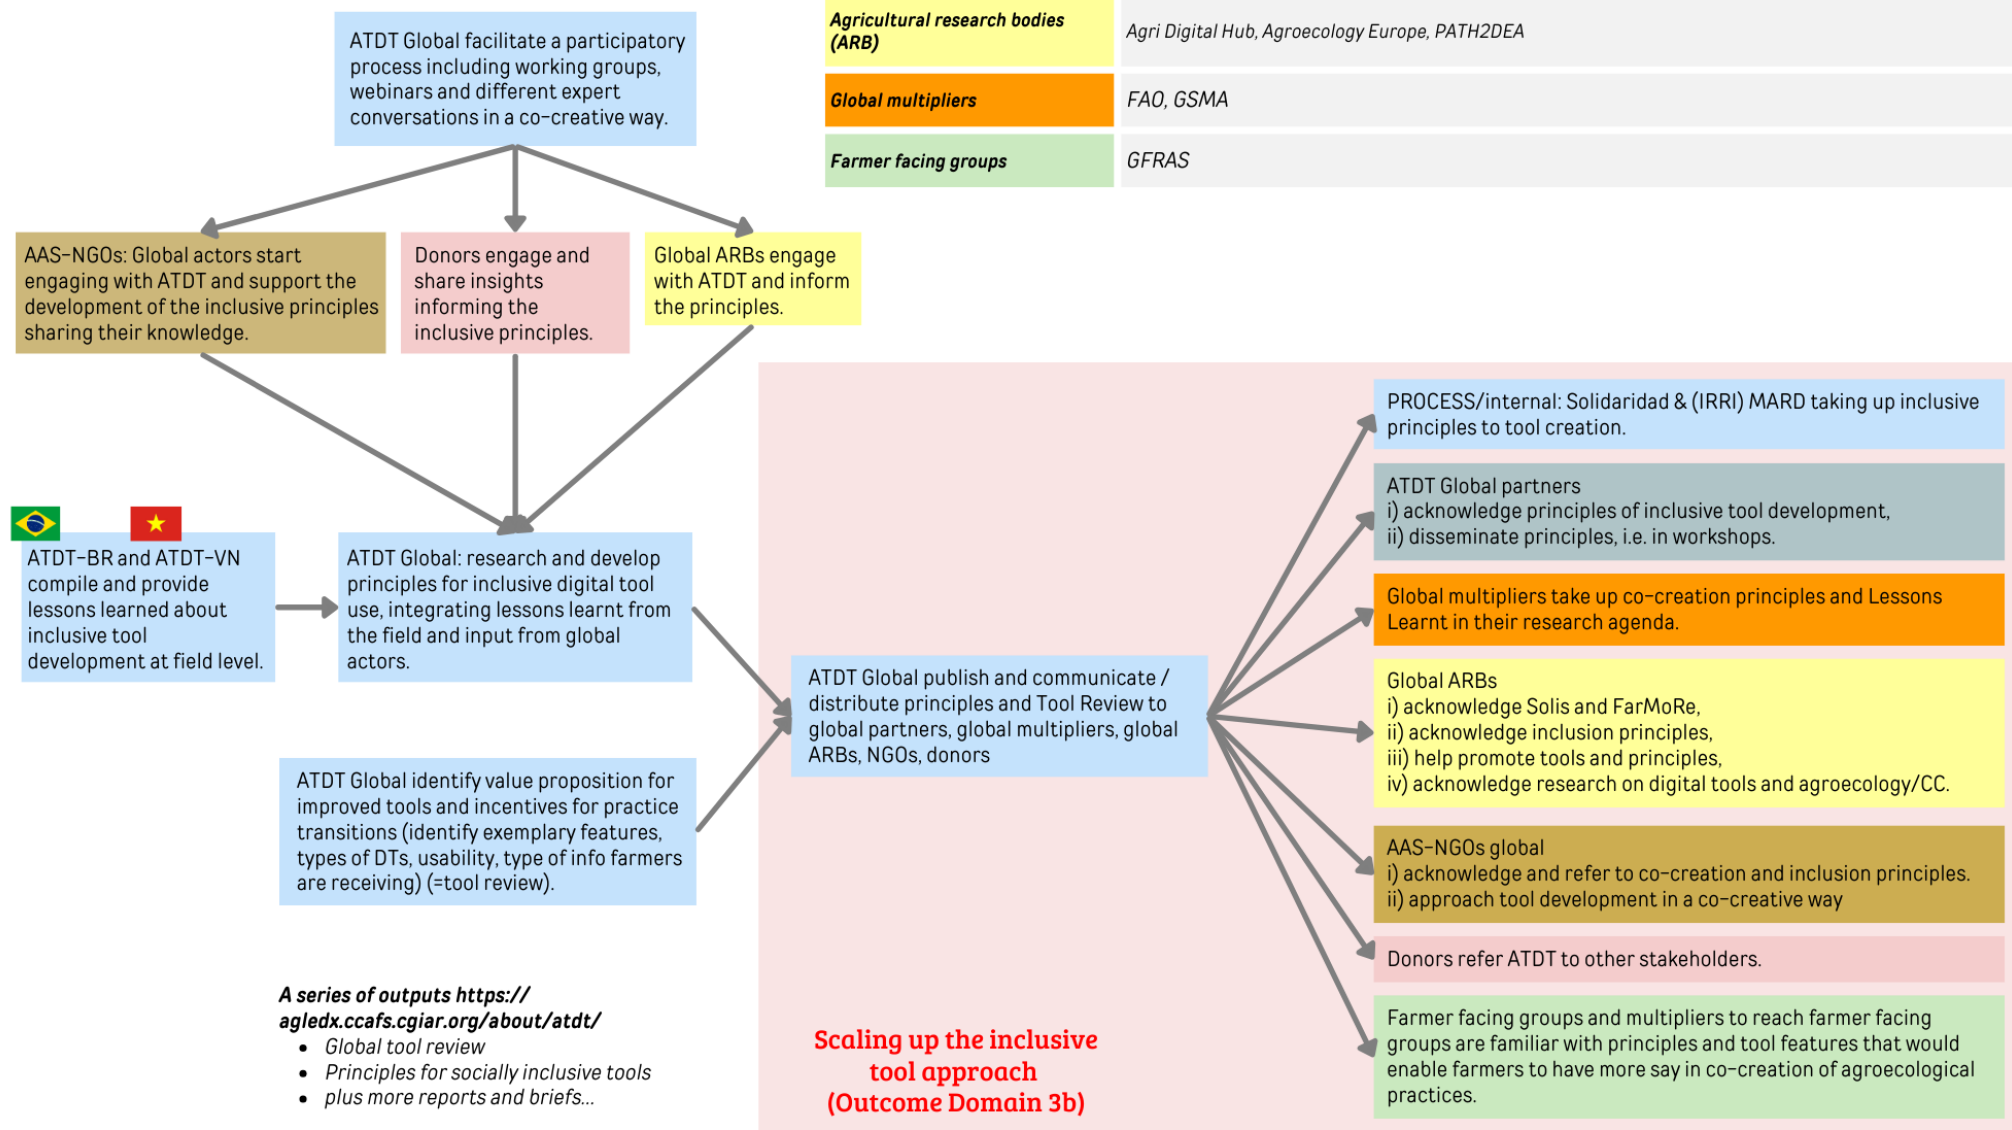 ATDT Global facilitate a participatory
process including working groups,
webinars and different expert
conversations in a co-creative way.
Agricultural research bodies
(ARB)
Agri Digital Hub, Agroecology Europe, PATH2DEA
Global multipliers
FAO, GSMA
Farmer facing groups
GFRAS
AAS-NGOs: Global actors start
engaging with ATDT and support the
development of the inclusive principles
sharing their knowledge.
Donors engage and
share insights
informing the
inclusive principles.
Global ARBs engage
with ATDT and inform
the principles.
ATDT-BR and ATDT-VN
compile and provide
lessons learned about
inclusive tool
development at field level.
ATDT Global: research and develop
principles for inclusive digital tool
use, integrating lessons learnt from
the field and input from global
actors.
ATDT Global identify value proposition for
improved tools and incentives for practice
transitions (identify exemplary features,
types of DTs, usability, type of info farmers
are receiving) (=tool review).
A series of outputs https://
agledx.ccafs.cgiar.org/about/atdt/
• Global tool review
• Principles for socially inclusive tools
• plus more reports and briefs...
ATDT Global publish and communicate /
distribute principles and Tool Review to
global partners, global multipliers, global
ARBs, NGOs, donors
Scaling up the inclusive
tool approach
(Outcome Domain 3b)
PROCESS/internal: Solidaridad & (IRRI) MARD taking up inclusive
principles to tool creation.
ATDT Global partners
i) acknowledge principles of inclusive tool development,
ii) disseminate principles, i.e. in workshops.
Global multipliers take up co-creation principles and Lessons
Learnt in their research agenda.
Global ARBs
i) acknowledge Solis and FarMoRe,
ii) acknowledge inclusion principles,
iii) help promote tools and principles,
iv) acknowledge research on digital tools and agroecology/CC.
AAS-NGOs global
i) acknowledge and refer to co-creation and inclusion principles.
ii) approach tool development in a co-creative way
Donors refer ATDT to other stakeholders.
Farmer facing groups and multipliers to reach farmer facing
groups are familiar with principles and tool features that would
enable farmers to have more say in co-creation of agroecological
practices.